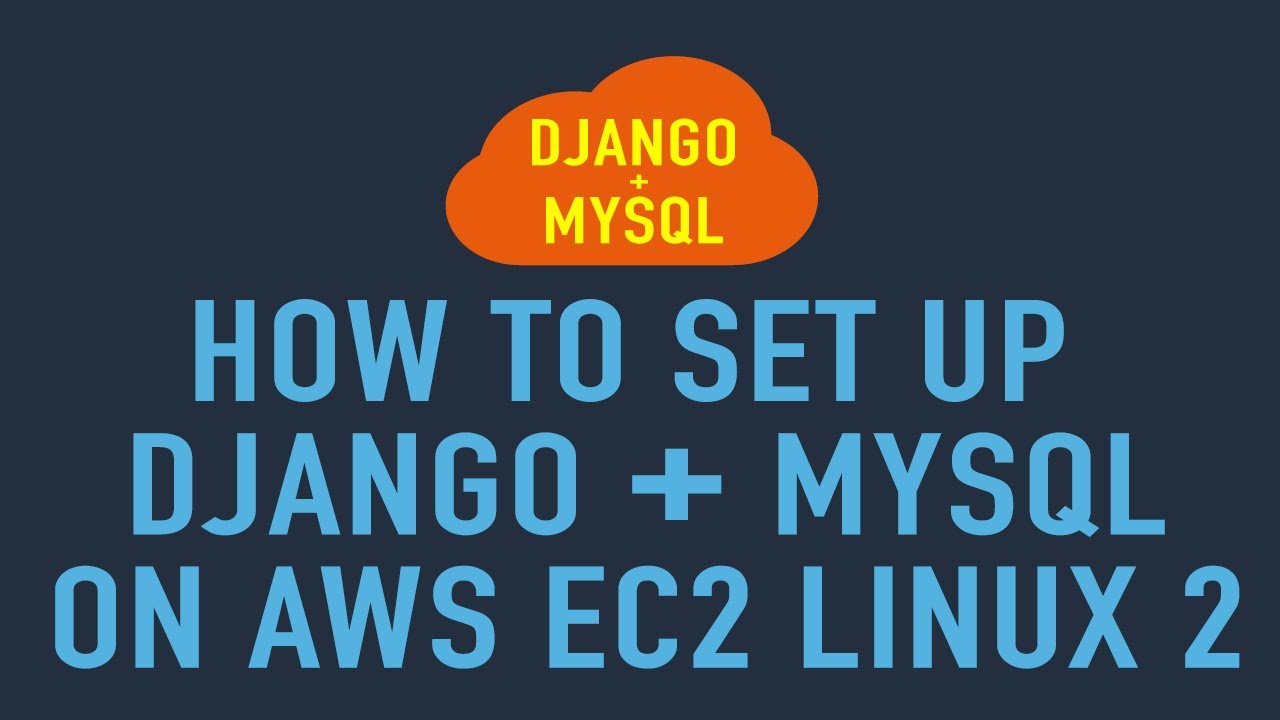 DJANGO
+
MYSQL
HOW TO SET UP
DJANGO + MYSQL
ON AWS EC2 LINUX 2